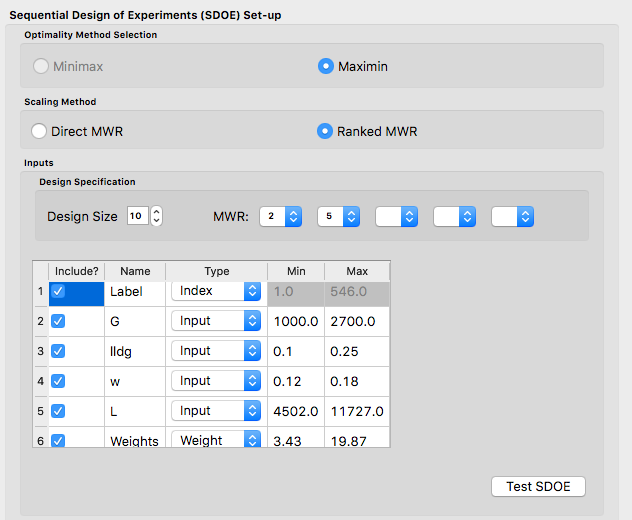 Sequential Design of Experiments (SDOE) Set-up
Optimality Method Selection
Minimax Maximin
Scaling Method
Direct MWR Ranked MWR
Inputs
Design Specification
Design Size 10 MWR: 2 5
Include? Name Type Min Max
1 Label Index 1.0 546.0
2 G Input 1000.0 2700.0
3 lldg Input 0.1 0.25
4 w Input 0.12 0.18
5 L Input 4502.0 11727.0
6 Weights Weight 3.43 19.87
Test SDOE